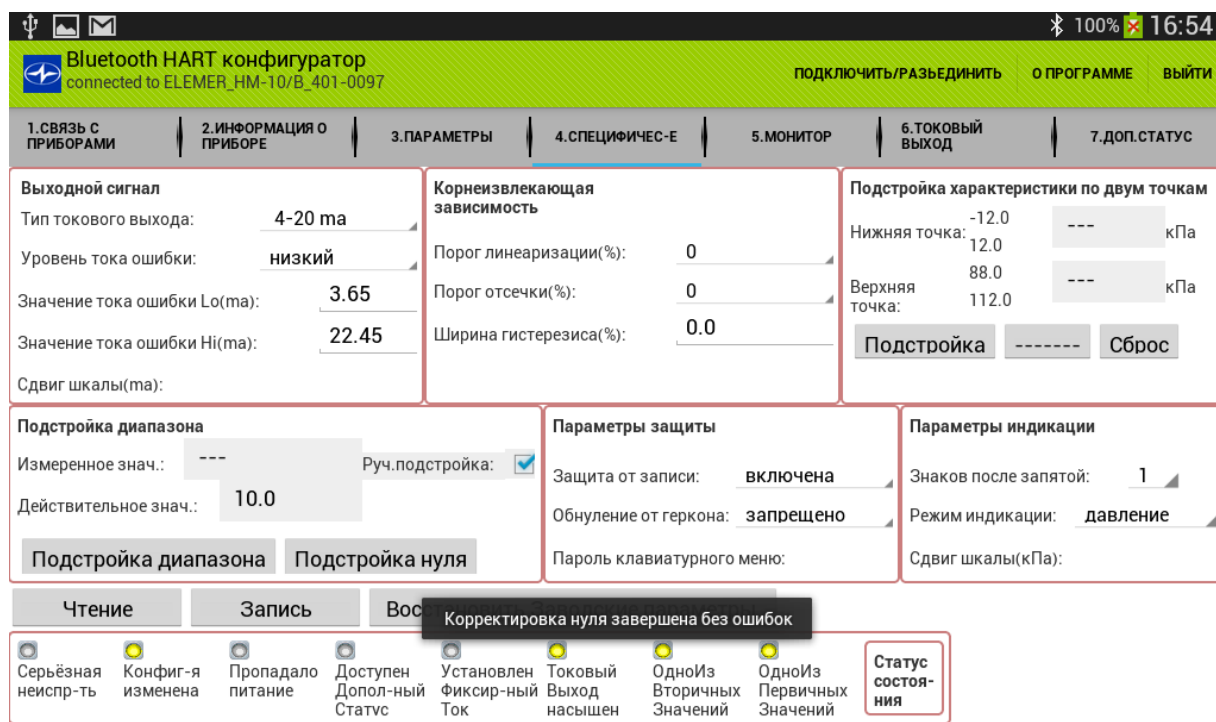 100% 16:54
Bluetooth HART конфигуратор
connected to ELEMER_HM-10/B_401-0097
ПОДКЛЮЧИТЬ/РАЗЬЕДИНИТЬ О ПРОГРАММЕ ВЫЙТИ
1.СВЯЗЬ С ПРИБОРАМИ
2.ИНФОРМАЦИЯ О ПРИБОРЕ
3.ПАРАМЕТРЫ
4.СПЕЦИФИЧЕС-Е
5.МОНИТОР
6.ТОКОВЫЙ ВЫХОД
7.ДОП.СТАТУС
Выходной сигнал
Тип токового выхода: 4-20 ma
Уровень тока ошибки: низкий
Значение тока ошибки Lo(ma): 3.65
Значение тока ошибки Hi(ma): 22.45
Сдвиг шкалы(ma):
Корнеизвлекающая
зависимость
Порог линеаризации(%): 0
Порог отсечки(%): 0
Ширина гистерезиса(%): 0.0
Подстройка характеристики по двум точкам
Нижняя точка: -12.0 12.0 --- кПа
Верхняя точка: 88.0 112.0 --- кПа
Подстройка ------- Сброс
Подстройка диапазона
Измеренное знач.: --- Руч.подстройка:
Действительное знач.: 10.0
Подстройка диапазона Подстройка нуля
Параметры защиты
Защита от записи: включена
Обнуление от геркона: запрещено
Пароль клавиатурного меню:
Параметры индикации
Знаков после запятой: 1
Режим индикации: давление
Сдвиг шкалы(кПа):
Чтение Запись
Корректировка нуля завершена без ошибок
Серьёзная неиспр-ть
Конфиг-я изменена
Пропадало питание
Доступен Допол-ный Статус
Установлен Фиксир-ный Ток
Токовый Выход насыщен
ОдноИз Вторичных Значений
ОдноИз Первичных Значений
Статус состоя-ния